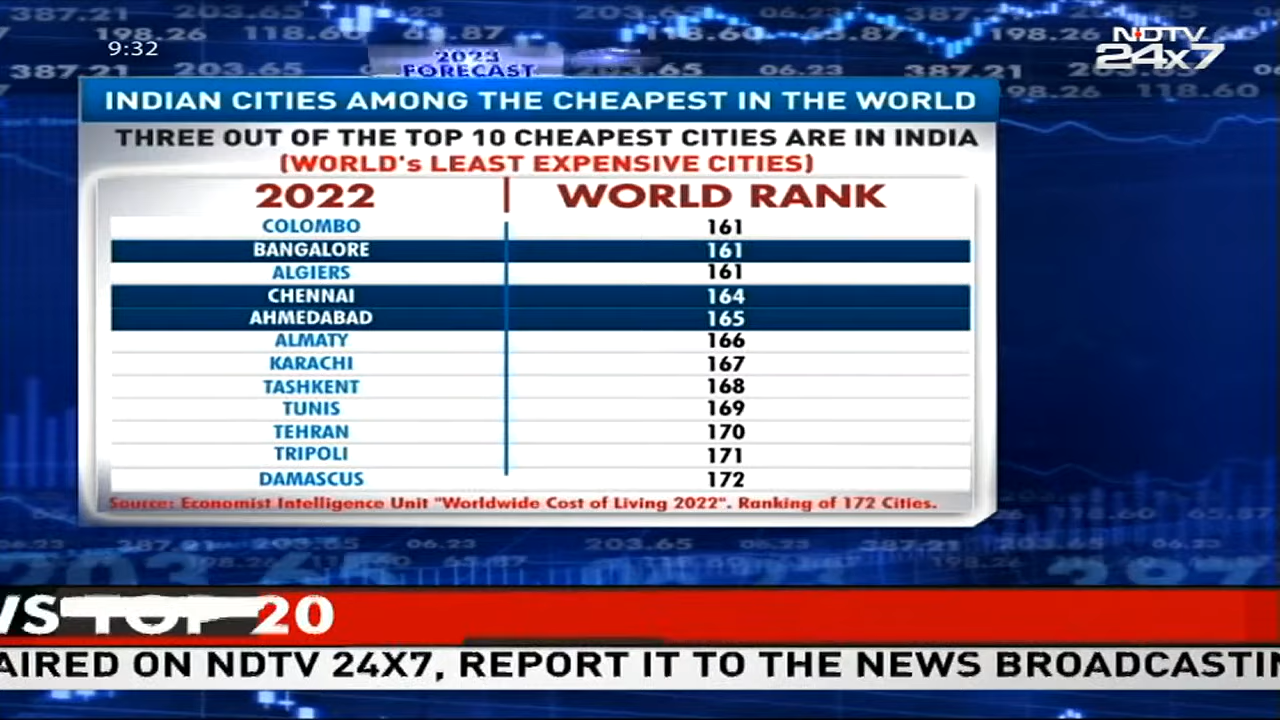 9:32
NDTV
24x7
2023
FORECAST
INDIAN CITIES AMONG THE CHEAPEST IN THE WORLD
THREE OUT OF THE TOP 10 CHEAPEST CITIES ARE IN INDIA
(WORLD's LEAST EXPENSIVE CITIES)
2022 WORLD RANK
COLOMBO 161
BANGALORE 161
ALGIERS 161
CHENNAI 164
AHMEDABAD 165
ALMATY 166
KARACHI 167
TASHKENT 168
TUNIS 169
TEHRAN 170
TRIPOLI 171
DAMASCUS 172
Source: Economist Intelligence Unit "Worldwide Cost of Living 2022". Ranking of 172 Cities.
20
AIRED ON NDTV 24X7, REPORT IT TO THE NEWS BROADCASTIN